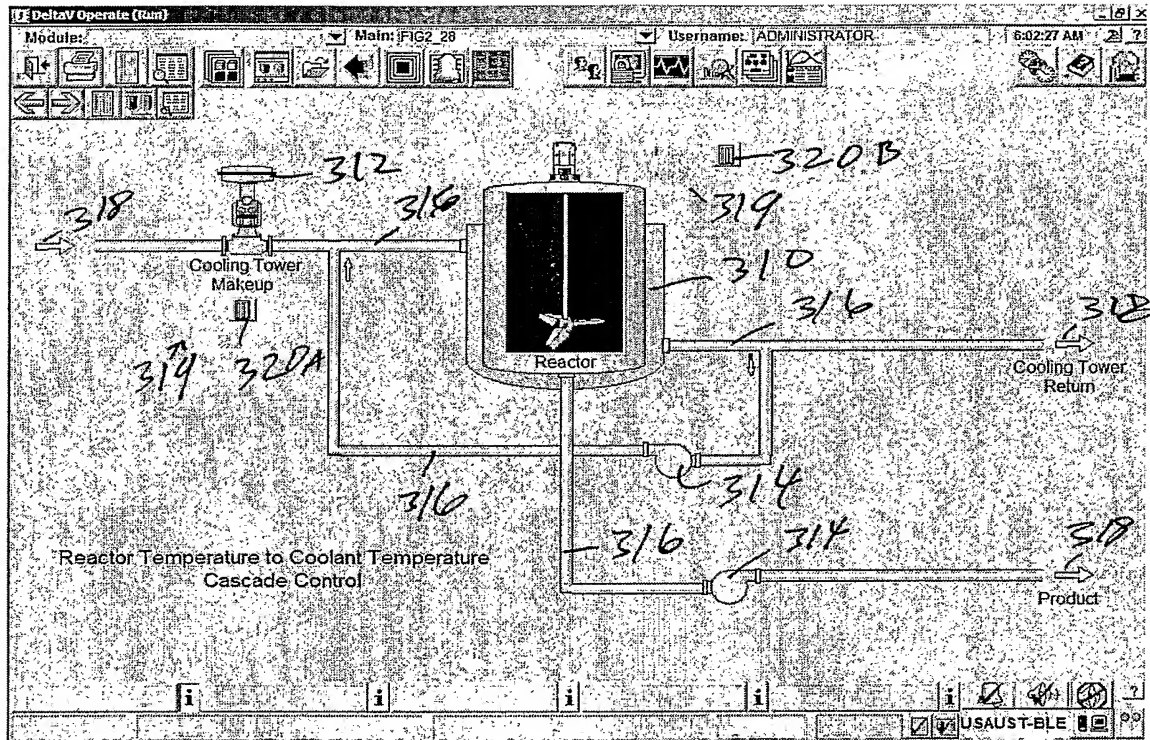 DeltaV Operate (Run)
Module: Main: FIG2_28 Username: ADMINISTRATOR 6:02:27 AM ?
312
320B
318
316
319
Cooling Tower
Makeup
310
316
318
319
320A
Reactor
Cooling Tower
Return
316
314
Reactor Temperature to Coolant Temperature
Cascade Control
316
314
318
Product
i i i i i ?
USAUST-BLE